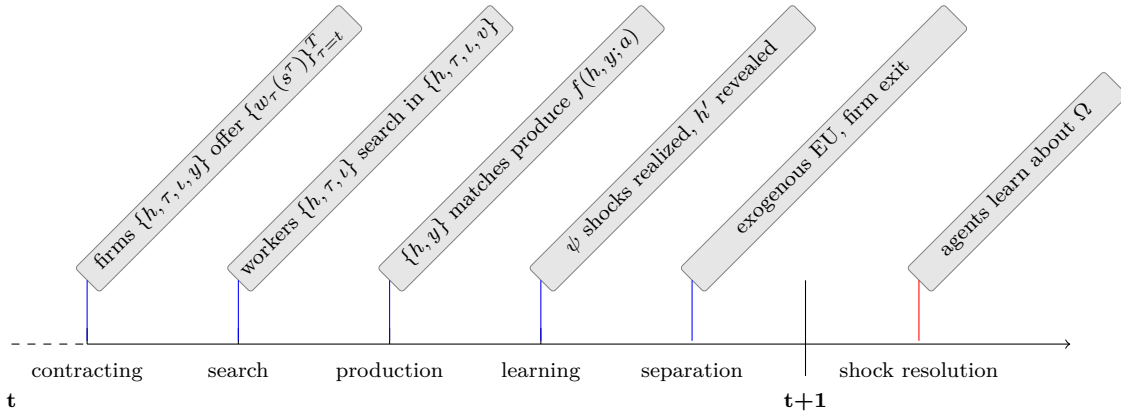 firms {h, τ, ι, y} offer {w_τ(s^τ)}^T_{τ=t}
workers {h, τ, ι} search in {h, τ, ι, v}
{h, y} matches produce f(h, y; a)
ψ shocks realized, h′ revealed
exogenous EU, firm exit
agents learn about Ω
contracting
search
production
learning
separation
shock resolution
t
t+1